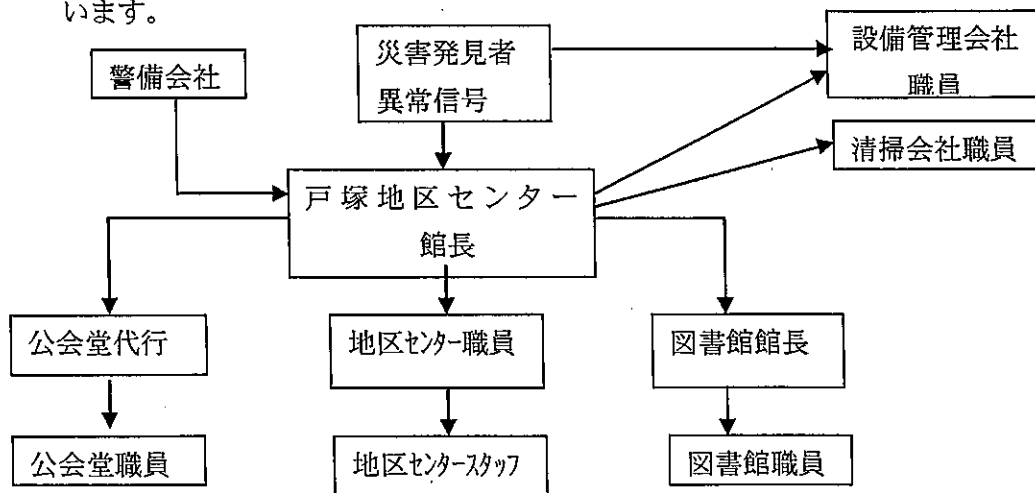 います。
警備会社
災害発見者
異常信号
設備管理会社
職員
清掃会社職員
戸塚地区センター
館長
公会堂代行
地区センター職員
図書館館長
公会堂職員
地区センタースタッフ
図書館職員